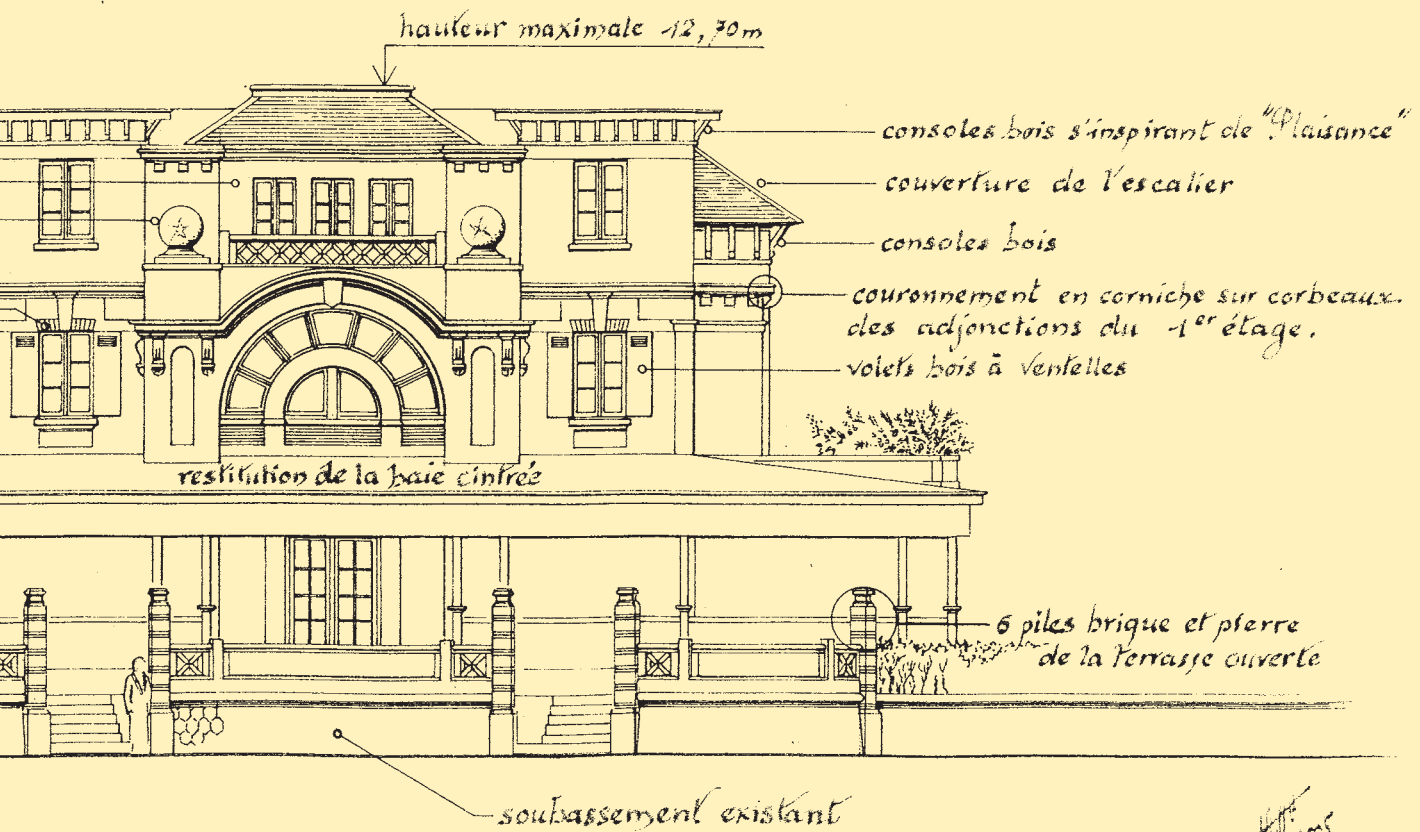 hauteur maximale 12,70m
consoles bois s'inspirant de "Plaisance"
couverture de l'escalier
consoles bois
couronnement en corniche sur corbeaux
des adjonctions du 1er étage.
volets bois à ventelles
restitution de la baie cintrée
6 piles brique et pierre
de la terrasse ouverte
soubassement existant